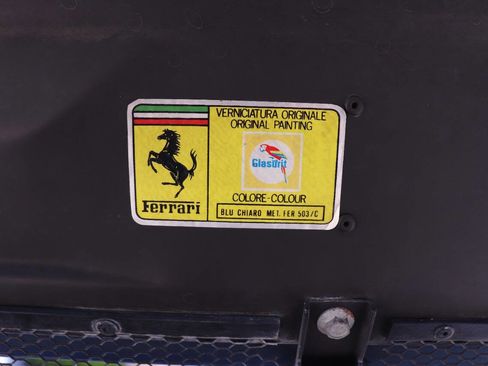 VERNICIATURA ORIGINALE
ORIGINAL PAINTING
Glasurit
COLORE-COLOUR
BLU CHIARO MET. FER 503/C
Ferrari